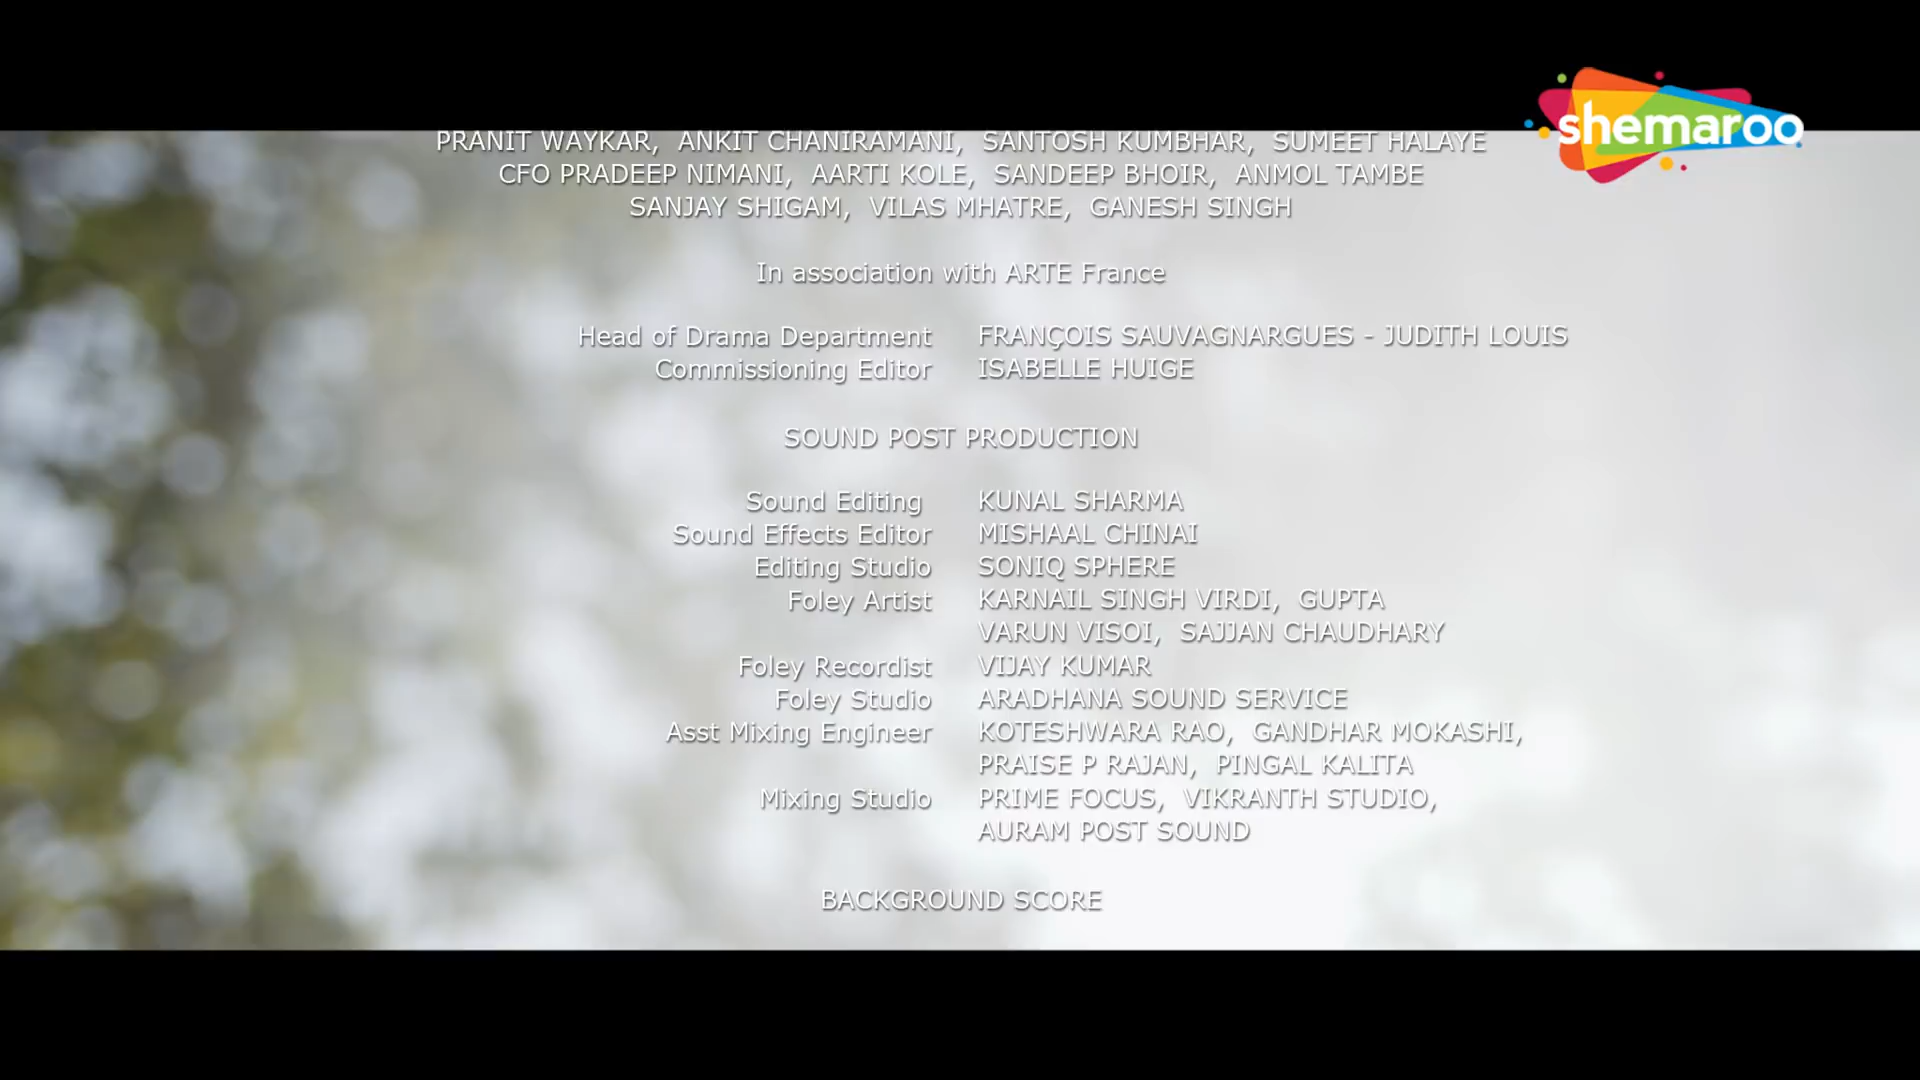 shemaroo
PRANIT WAYKAR, ANKIT CHANIRAMANI, SANTOSH KUMBHAR, SUMEET HALAYE
CFO PRADEEP NIMANI, AARTI KOLE, SANDEEP BHOIR, ANMOL TAMBE
SANJAY SHIGAM, VILAS MHATRE, GANESH SINGH
In association with ARTE France
Head of Drama Department FRANÇOIS SAUVAGNARGUES - JUDITH LOUIS
Commissioning Editor ISABELLE HUIGE
SOUND POST PRODUCTION
Sound Editing KUNAL SHARMA
Sound Effects Editor MISHAAL CHINAI
Editing Studio SONIQ SPHERE
Foley Artist KARNAIL SINGH VIRDI, GUPTA
VARUN VISOI, SAJJAN CHAUDHARY
Foley Recordist VIJAY KUMAR
Foley Studio ARADHANA SOUND SERVICE
Asst Mixing Engineer KOTESHWARA RAO, GANDHAR MOKASHI,
PRAISE P RAJAN, PINGAL KALITA
Mixing Studio PRIME FOCUS, VIKRANTH STUDIO,
AURAM POST SOUND
BACKGROUND SCORE